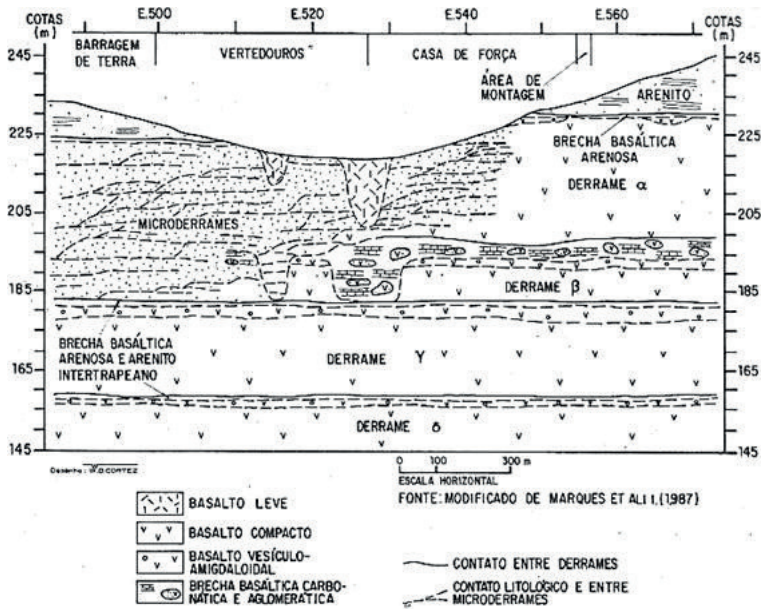 COTAS
(m)
E.500
E.520
E.540
E.560
COTAS
(m)
245
225
205
185
165
145
245
225
205
185
165
145
BARRAGEM
DE TERRA
VERTEDOUROS
CASA DE FORÇA
ÁREA DE
MONTAGEM
ARENITO
BRECHA BASÁLTICA
ARENOSA
DERRAME α
MICRODERRAMES
DERRAME β
BRECHA BASÁLTICA
ARENOSA E ARENITO
INTERTRAPEANO
DERRAME γ
DERRAME δ
Desenho: W.D.CORTEZ
0 100 300 m
ESCALA HORIZONTAL
FONTE: MODIFICADO DE MARQUES ET ALII, (1987)
BASALTO LEVE
BASALTO COMPACTO
BASALTO VESÍCULO-
AMIGDALOIDAL
BRECHA BASÁLTICA CARBO-
NÁTICA E AGLOMERÁTICA
CONTATO ENTRE DERRAMES
CONTATO LITOLÓGICO E ENTRE
MICRODERRAMES